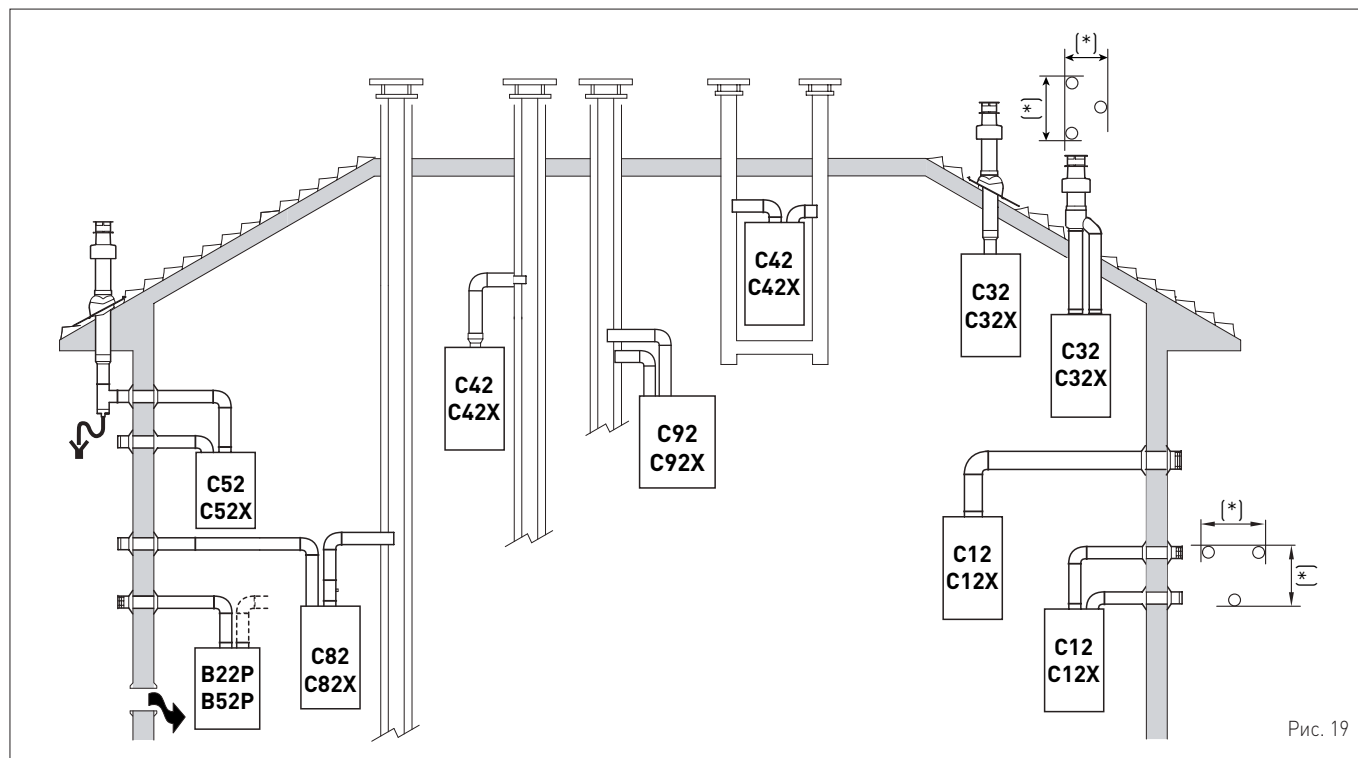 (*)
(*)
C42
C42X
C32
C32X
C32
C32X
C42
C42X
C92
C92X
C52
C52X
C12
C12X
(*)
(*)
C12
C12X
C82
C82X
B22P
B52P
Рис. 19